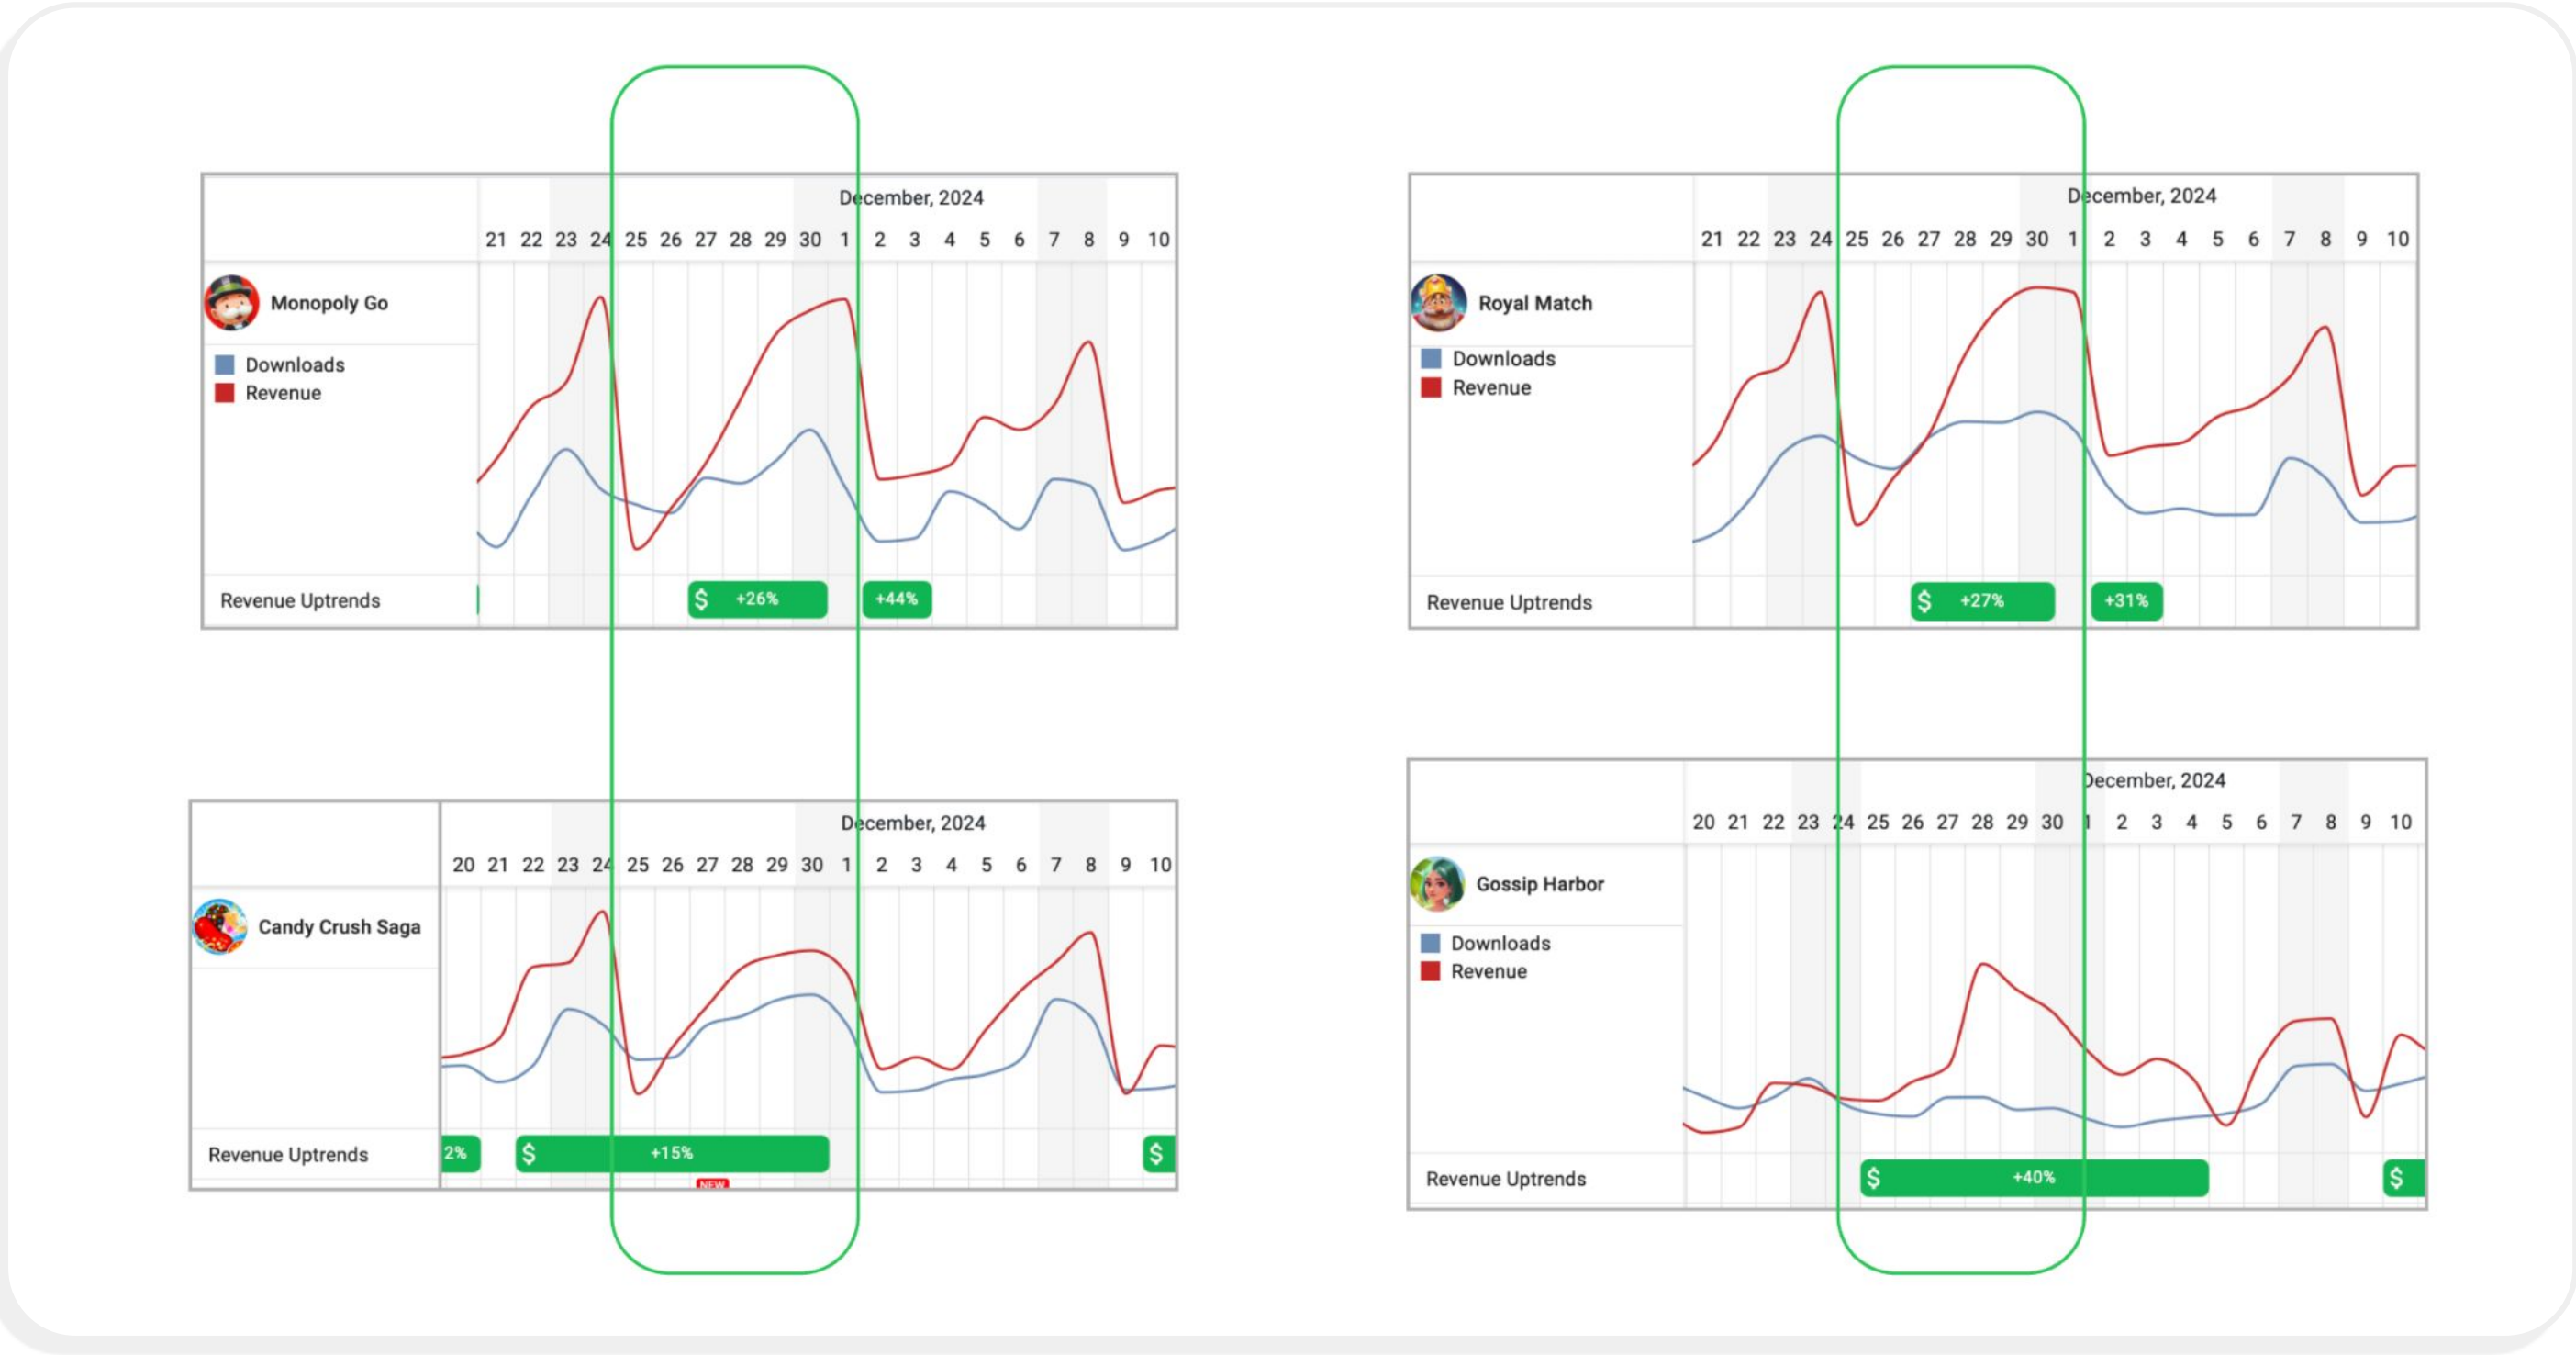 December, 2024
21 22 23 24 25 26 27 28 29 30 1 2 3 4 5 6 7 8 9 10
Monopoly Go
Downloads
Revenue
Revenue Uptrends
$ +26% +44%
December, 2024
21 22 23 24 25 26 27 28 29 30 1 2 3 4 5 6 7 8 9 10
Royal Match
Downloads
Revenue
Revenue Uptrends
$ +27% +31%
December, 2024
20 21 22 23 24 25 26 27 28 29 30 1 2 3 4 5 6 7 8 9 10
Candy Crush Saga
Revenue Uptrends
2% $ +15% $
NEW
December, 2024
20 21 22 23 24 25 26 27 28 29 30 1 2 3 4 5 6 7 8 9 10
Gossip Harbor
Downloads
Revenue
Revenue Uptrends
$ +40% $